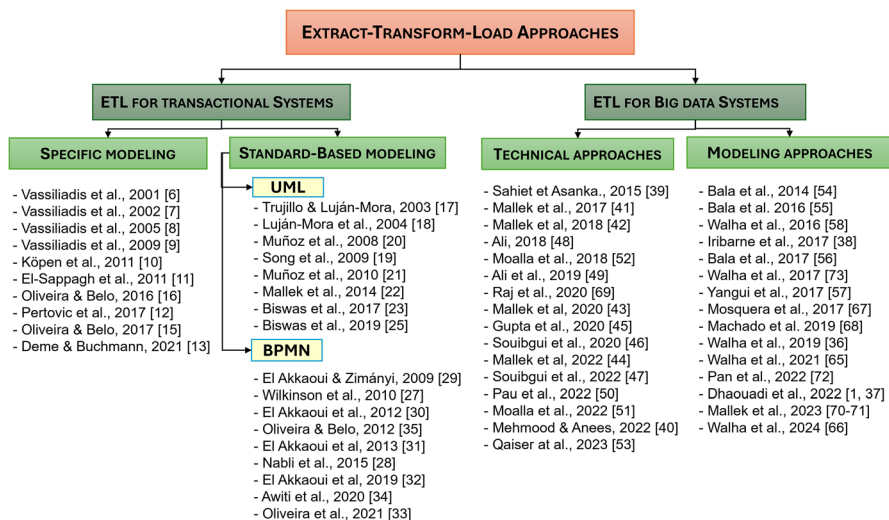 EXTRACT-TRANSFORM-LOAD APPROACHES
ETL FOR TRANSACTIONAL SYSTEMS
ETL FOR BIG DATA SYSTEMS
SPECIFIC MODELING
STANDARD-BASED MODELING
TECHNICAL APPROACHES
MODELING APPROACHES
- Vassiliadis et al., 2001 [6]
- Vassiliadis et al., 2002 [7]
- Vassiliadis et al., 2005 [8]
- Vassiliadis et al., 2009 [9]
- Köpen et al., 2011 [10]
- El-Sappagh et al., 2011 [11]
- Oliveira & Belo, 2016 [16]
- Pertovic et al., 2017 [12]
- Oliveira & Belo, 2017 [15]
- Deme & Buchmann, 2021 [13]
UML
- Trujillo & Luján-Mora, 2003 [17]
- Luján-Mora et al., 2004 [18]
- Muñoz et al., 2008 [20]
- Song et al., 2009 [19]
- Muñoz et al., 2010 [21]
- Mallek et al., 2014 [22]
- Biswas et al., 2017 [23]
- Biswas et al., 2019 [25]
BPMN
- El Akkaoui & Zimányi, 2009 [29]
- Wilkinson et al., 2010 [27]
- El Akkaoui et al., 2012 [30]
- Oliveira & Belo, 2012 [35]
- El Akkaoui et al, 2013 [31]
- Nabli et al., 2015 [28]
- El Akkaoui et al, 2019 [32]
- Awiti et al., 2020 [34]
- Oliveira et al., 2021 [33]
- Sahiet et Asanka., 2015 [39]
- Mallek et al., 2017 [41]
- Mallek et al., 2018 [42]
- Ali, 2018 [48]
- Moalla et al., 2018 [52]
- Ali et al., 2019 [49]
- Raj et al., 2020 [69]
- Mallek et al., 2020 [43]
- Gupta et al., 2020 [45]
- Souibgui et al., 2020 [46]
- Mallek et al., 2022 [44]
- Souibgui et al., 2022 [47]
- Pau et al., 2022 [50]
- Moalla et al., 2022 [51]
- Mehmood & Anees, 2022 [40]
- Qaiser at al., 2023 [53]
- Bala et al., 2014 [54]
- Bala et al. 2016 [55]
- Walha et al., 2016 [58]
- Iribarne et al., 2017 [38]
- Bala et al., 2017 [56]
- Walha et al., 2017 [73]
- Yangui et al., 2017 [57]
- Mosquera et al., 2017 [67]
- Machado et al. 2019 [68]
- Walha et al., 2019 [36]
- Walha et al., 2021 [65]
- Pan et al., 2022 [72]
- Dhaouadi et al., 2022 [1, 37]
- Mallek et al., 2023 [70-71]
- Walha et al., 2024 [66]